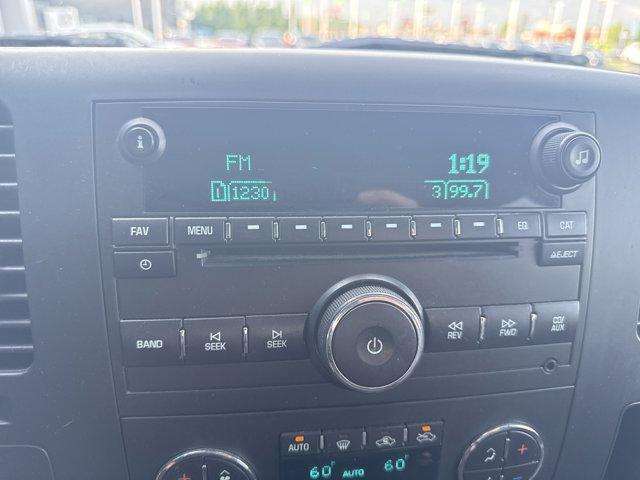 i
FM 1:19
1 1230 3 99.7
FAV MENU EQ CAT
EJECT
BAND SEEK SEEK REV FWD CD/AUX
AUTO
60° AUTO 60°